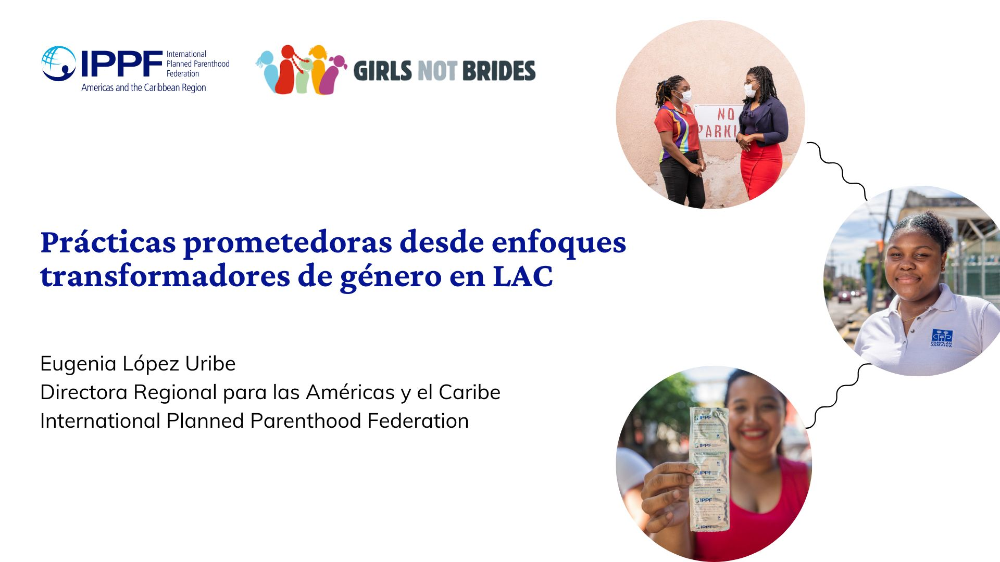 IPPF
International
Planned Parenthood
Federation
Americas and the Caribbean Region
GIRLS NOT BRIDES
NO
PARKI
Prácticas prometedoras desde enfoques
transformadores de género en LAC
FAMPLAN
JAMAICA
Eugenia López Uribe
Directora Regional para las Américas y el Caribe
International Planned Parenthood Federation
IPPF
IPPF
IPPF
IPPF
IPPF